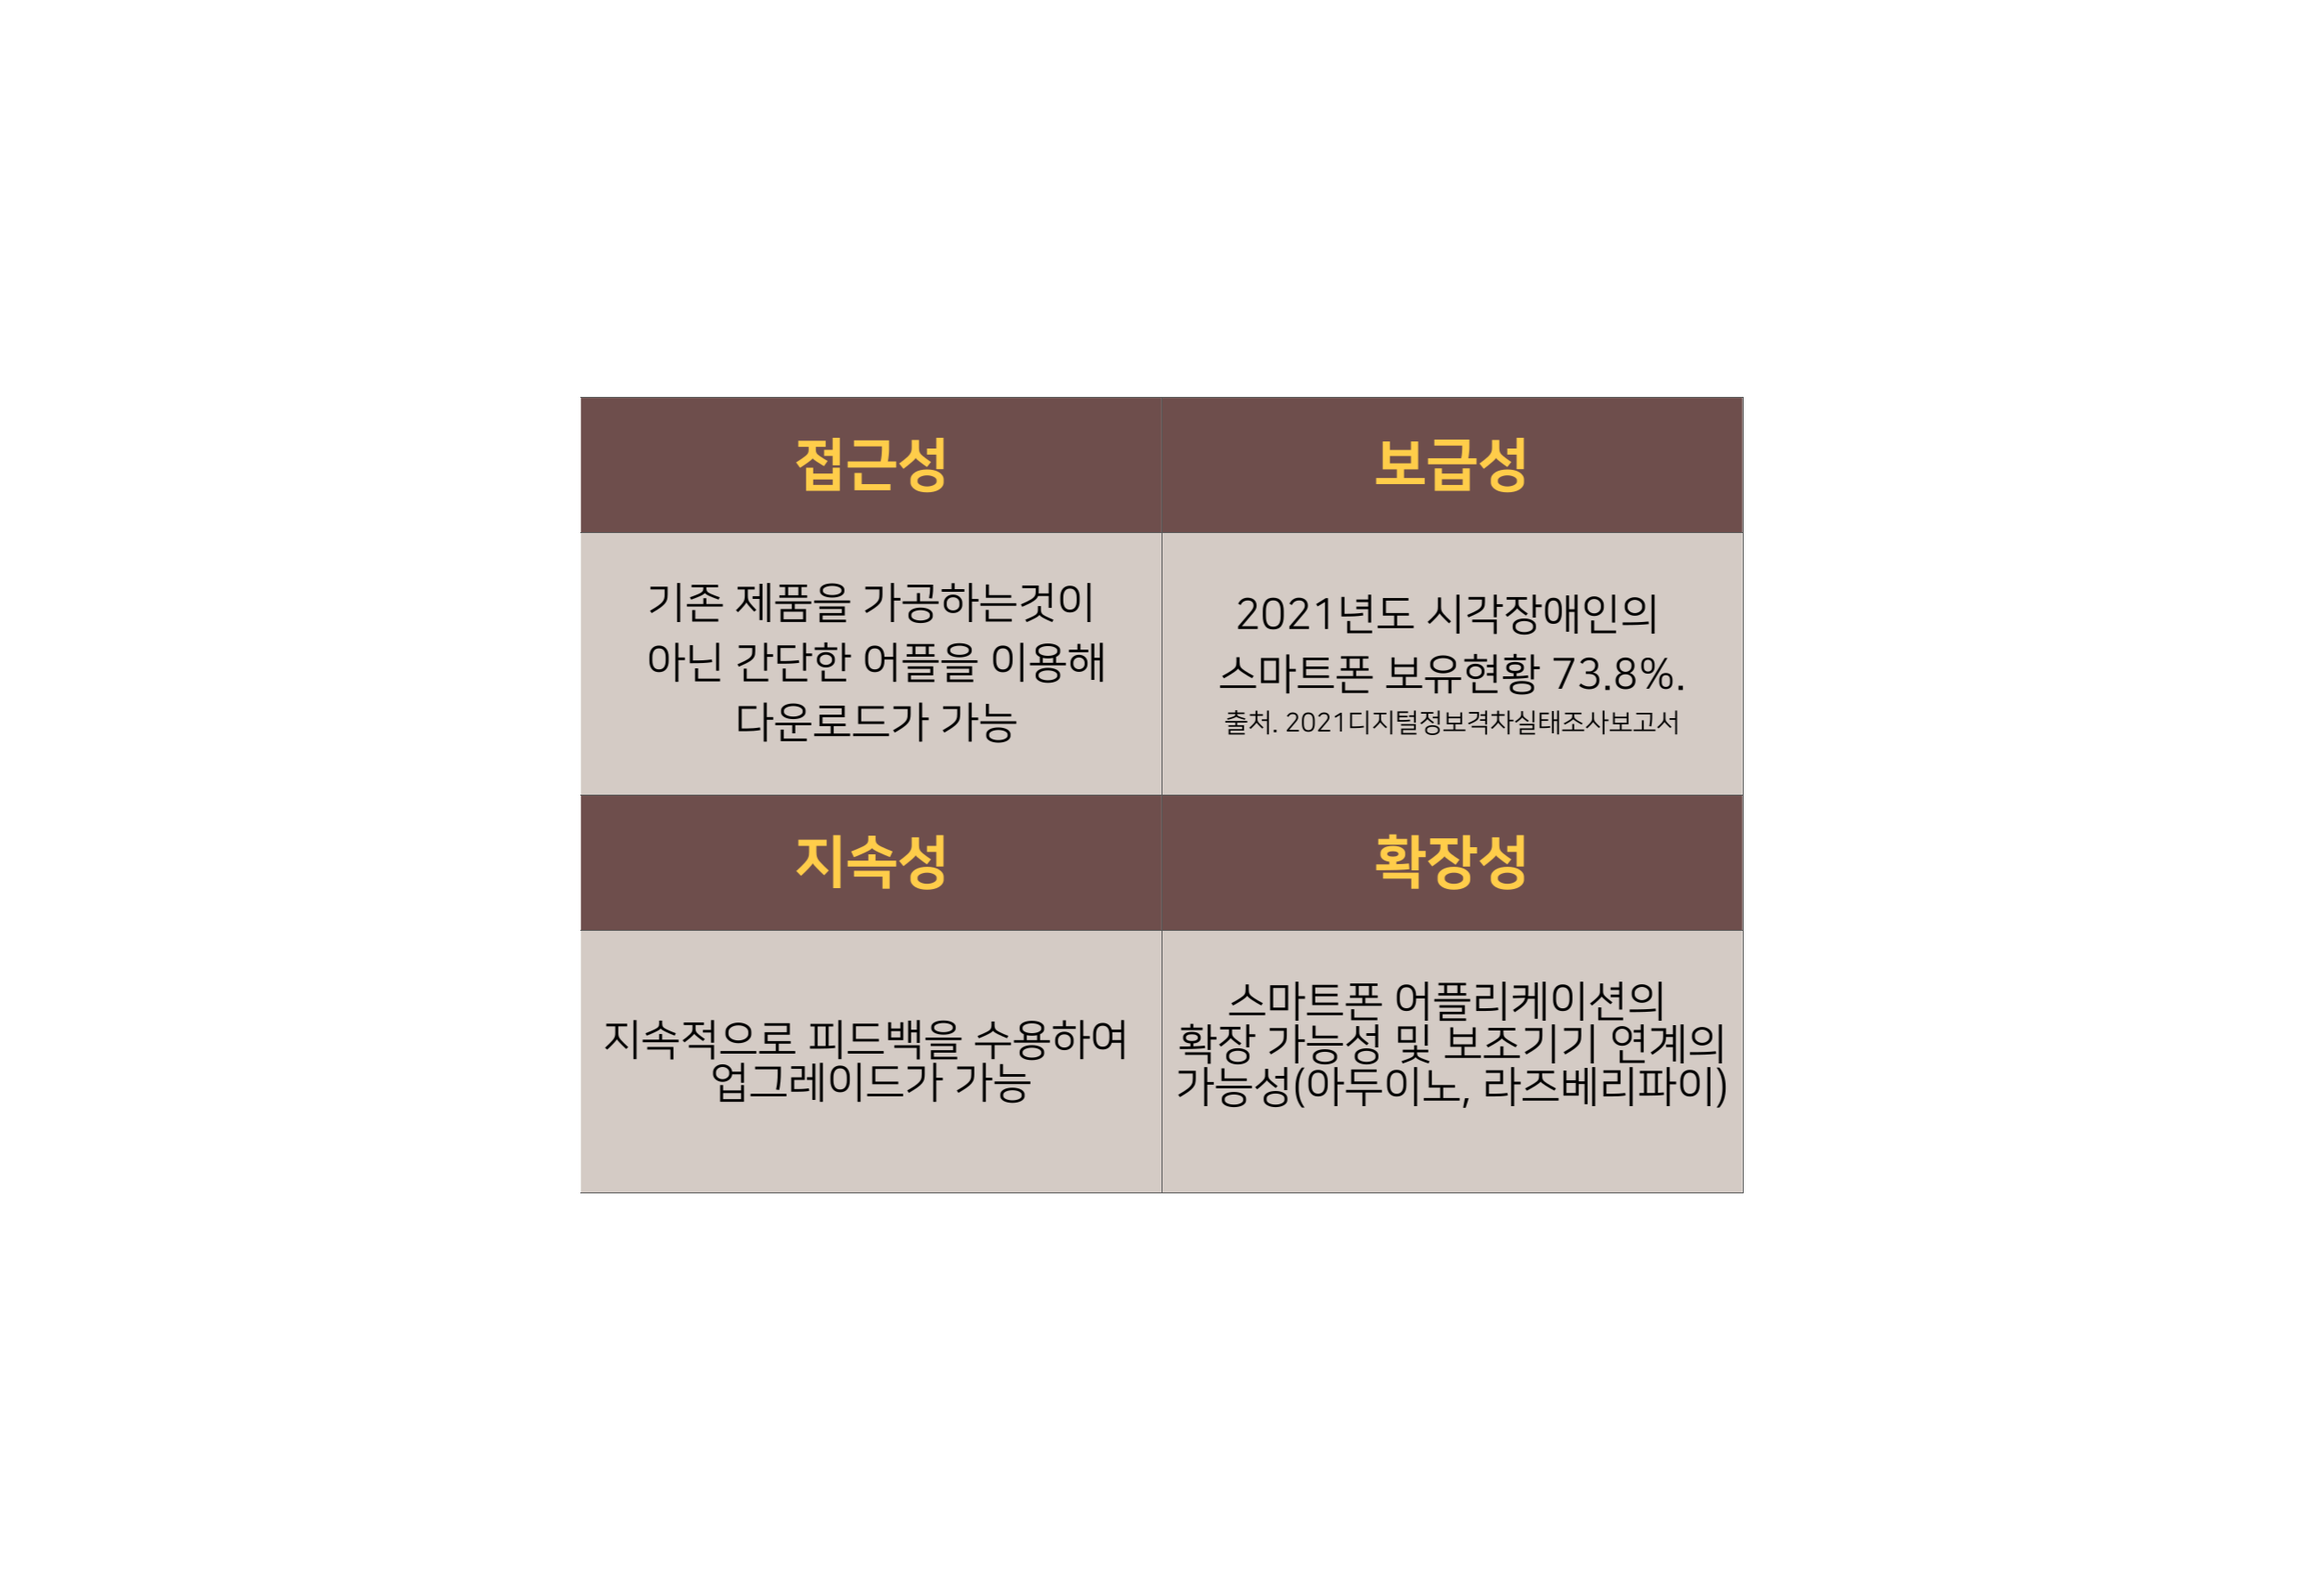 접근성
보급성
기존 제품을 가공하는것이
아닌 간단한 어플을 이용해
다운로드가 가능
2021년도 시각장애인의
스마트폰 보유현황 73.8%.
출처. 2021디지털정보격차실태조사보고서
지속성
확장성
지속적으로 피드백을 수용하여
업그레이드가 가능
스마트폰 어플리케이션의
확장 가능성 및 보조기기 연계의
가능성(아두이노, 라즈베리파이)